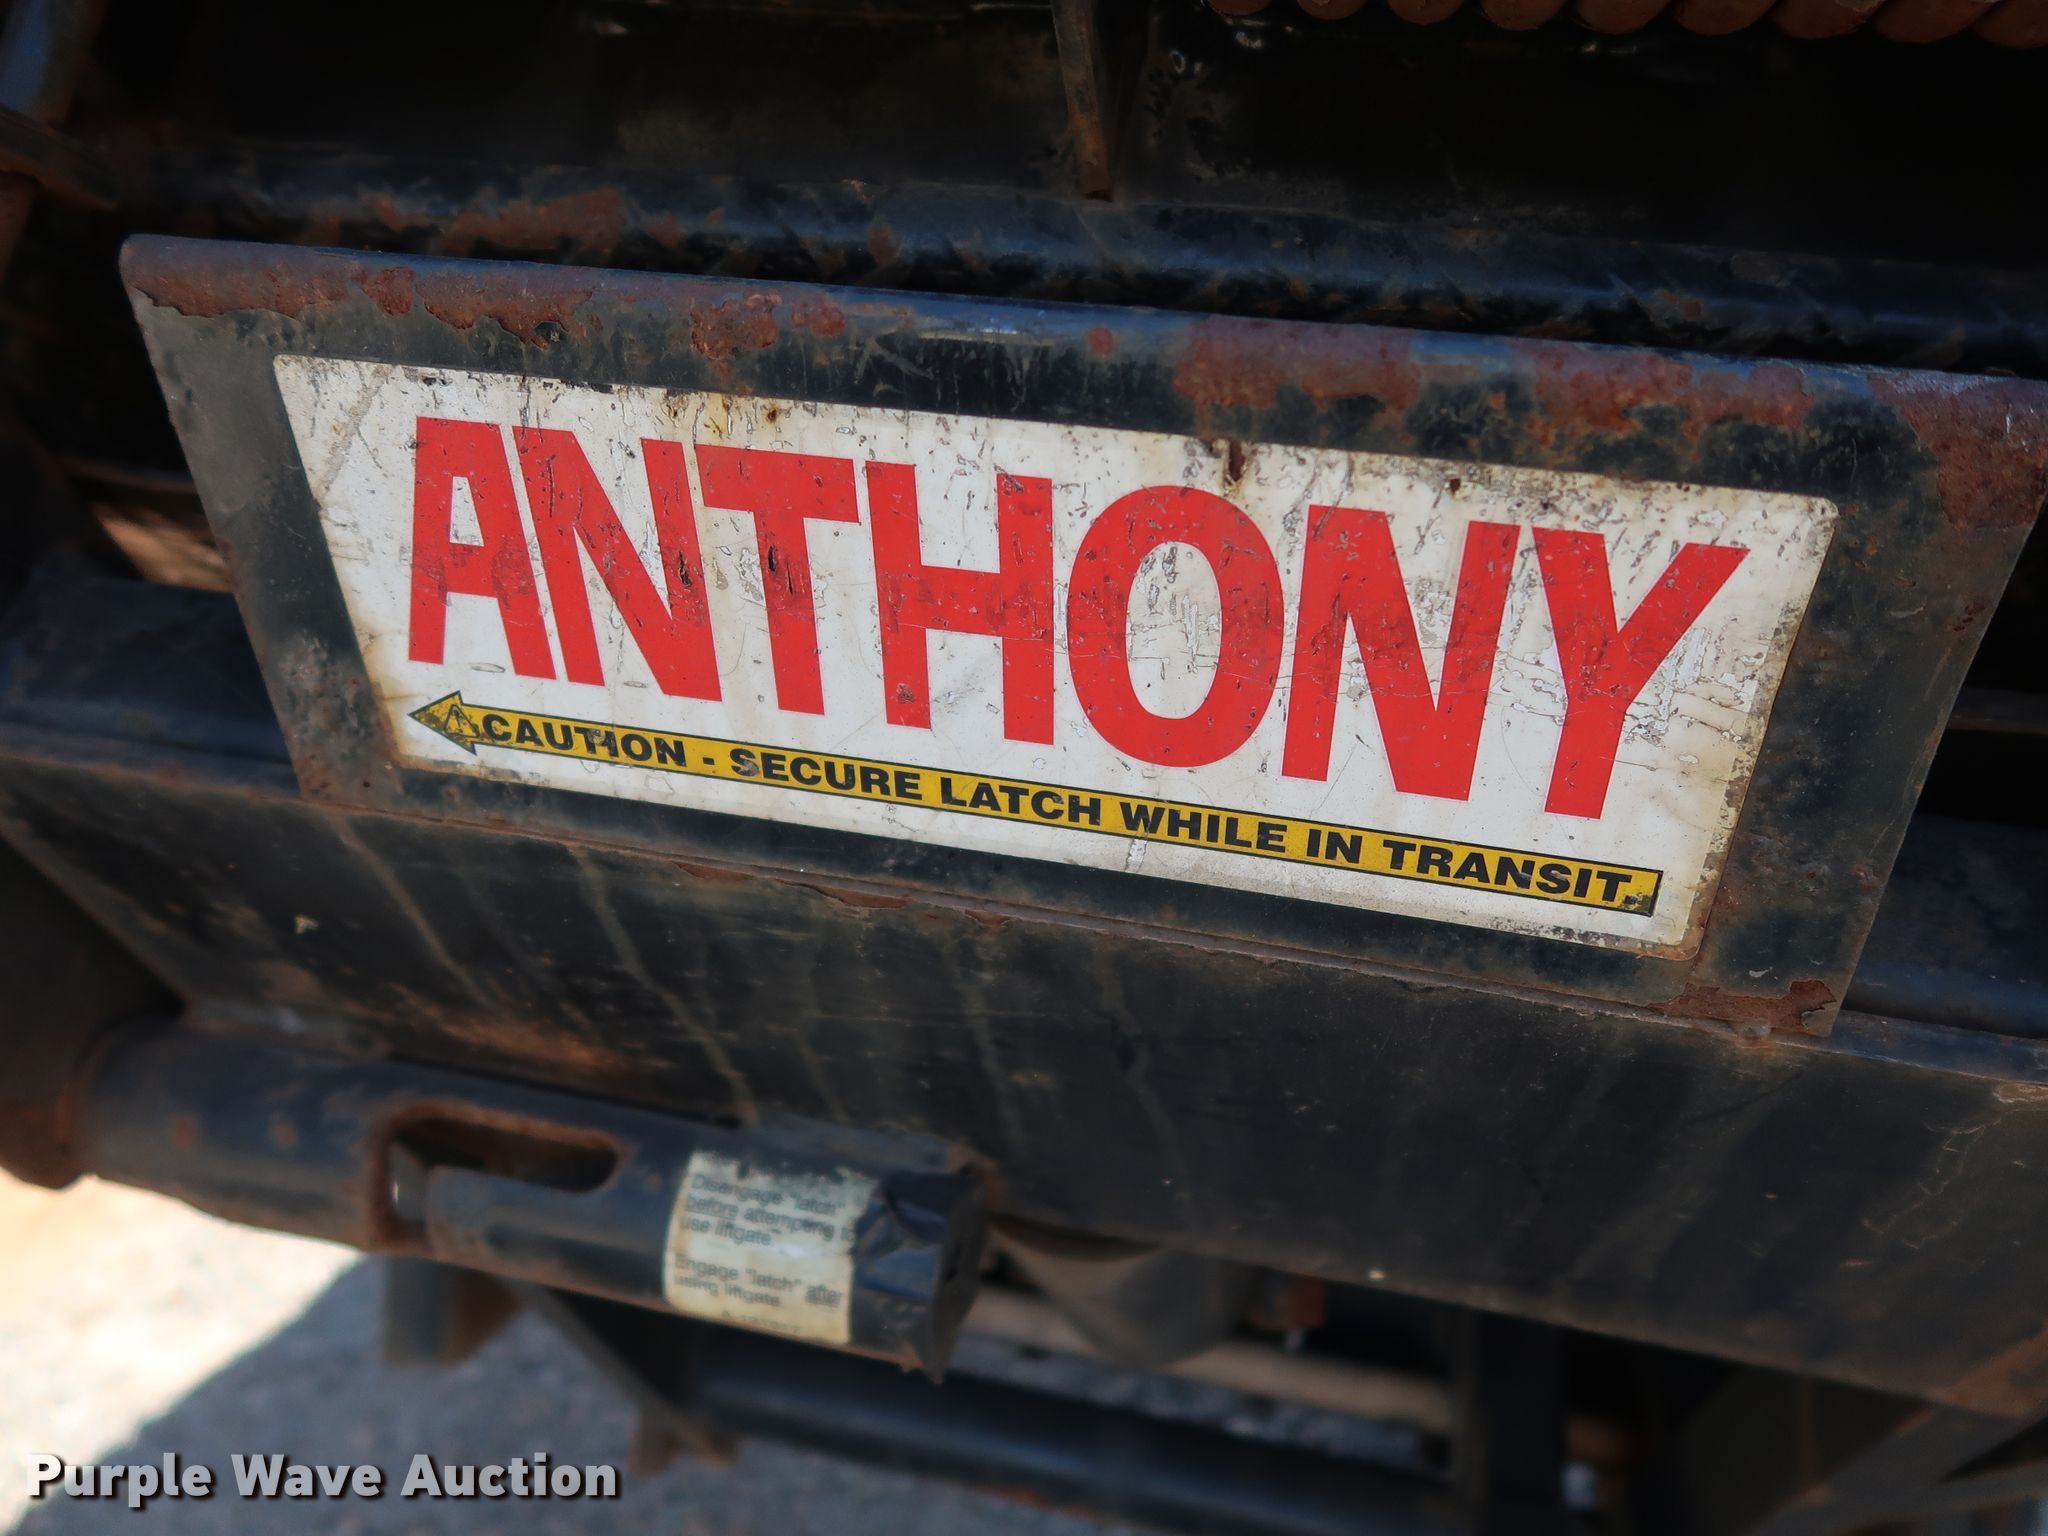 ANTHONY
CAUTION - SECURE LATCH WHILE IN TRANSIT.
Disengage "latch"
before attempting to
use liftgate.
Engage "latch" after
using liftgate.
Purple Wave Auction